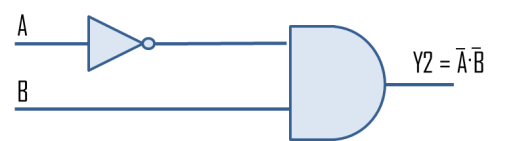 A
Y2 = A̅·B̅
B